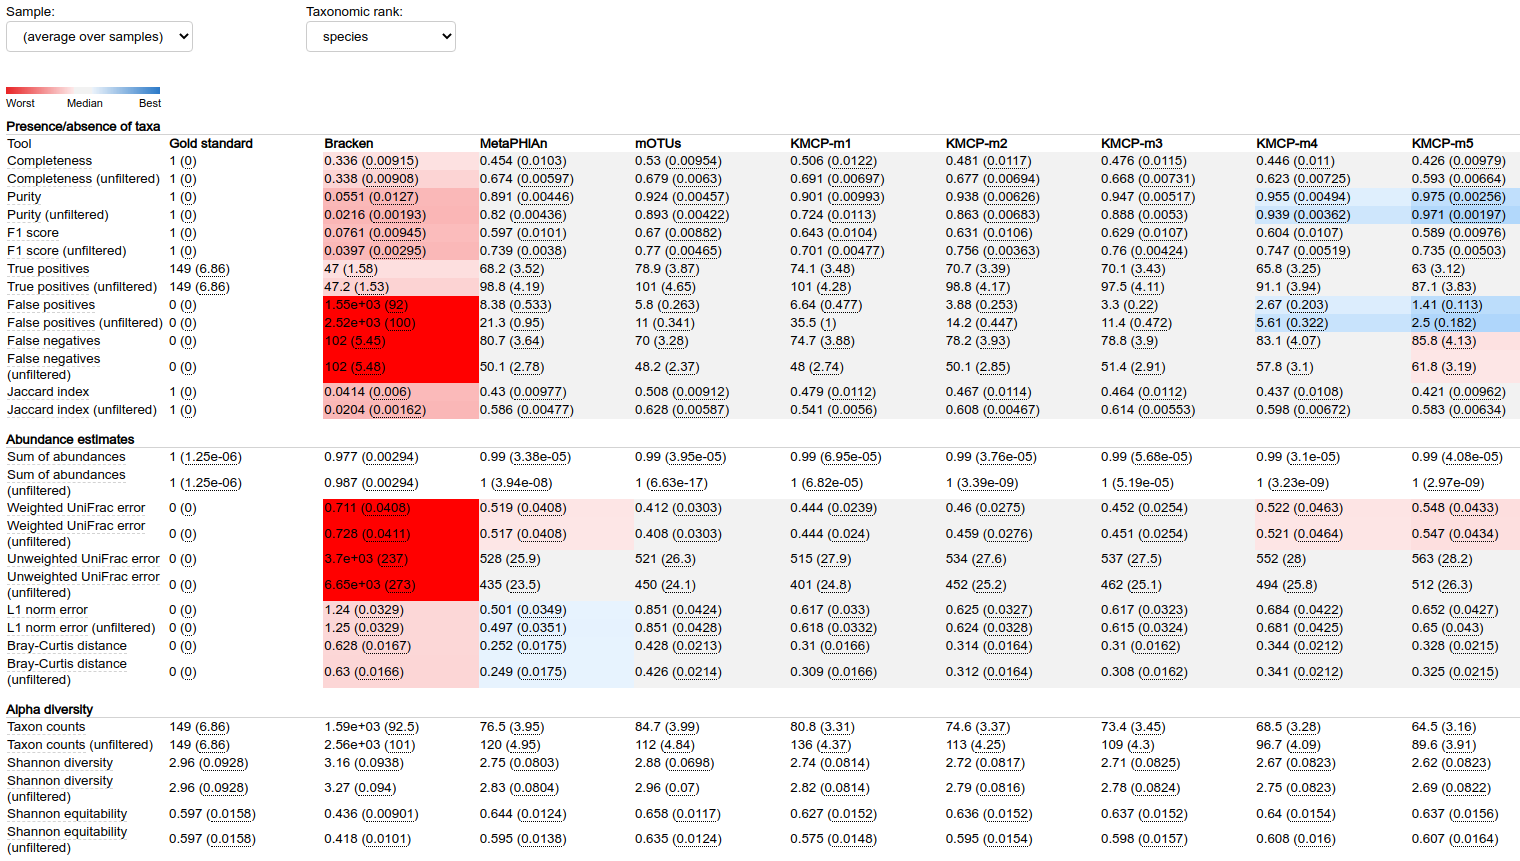 Sample: Taxonomic rank:
(average over samples) species
Worst Median Best
Presence/absence of taxa
Tool Gold standard Bracken MetaPHlAn mOTUs KMCP-m1 KMCP-m2 KMCP-m3 KMCP-m4 KMCP-m5
Completeness 1 (0) 0.336 (0.00915) 0.454 (0.0103) 0.53 (0.00954) 0.506 (0.0122) 0.481 (0.0117) 0.476 (0.0115) 0.446 (0.011) 0.426 (0.00979)
Completeness (unfiltered) 1 (0) 0.338 (0.00908) 0.674 (0.00597) 0.679 (0.0063) 0.691 (0.00697) 0.677 (0.00694) 0.668 (0.00731) 0.623 (0.00725) 0.593 (0.00664)
Purity 1 (0) 0.0551 (0.0127) 0.891 (0.00446) 0.924 (0.00457) 0.901 (0.00993) 0.938 (0.00626) 0.947 (0.00517) 0.955 (0.00494) 0.975 (0.00256)
Purity (unfiltered) 1 (0) 0.0216 (0.00193) 0.82 (0.00436) 0.893 (0.00422) 0.724 (0.0113) 0.863 (0.00683) 0.888 (0.0053) 0.939 (0.00362) 0.971 (0.00197)
F1 score 1 (0) 0.0761 (0.00945) 0.597 (0.0101) 0.67 (0.00882) 0.643 (0.0104) 0.631 (0.0106) 0.629 (0.0107) 0.604 (0.0107) 0.589 (0.00976)
F1 score (unfiltered) 1 (0) 0.0397 (0.00295) 0.739 (0.0038) 0.77 (0.00465) 0.701 (0.00477) 0.756 (0.00363) 0.76 (0.00424) 0.747 (0.00519) 0.735 (0.00503)
True positives 149 (6.86) 47 (1.58) 68.2 (3.52) 78.9 (3.87) 74.1 (3.48) 70.7 (3.39) 70.1 (3.43) 65.8 (3.25) 63 (3.12)
True positives (unfiltered) 149 (6.86) 47.2 (1.53) 98.8 (4.19) 101 (4.65) 101 (4.28) 98.8 (4.17) 97.5 (4.11) 91.1 (3.94) 87.1 (3.83)
False positives 0 (0) 1.55e+03 (92) 8.38 (0.533) 5.8 (0.263) 6.64 (0.477) 3.88 (0.253) 3.3 (0.22) 2.67 (0.203) 1.41 (0.113)
False positives (unfiltered) 0 (0) 2.52e+03 (100) 21.3 (0.95) 11 (0.341) 35.5 (1) 14.2 (0.447) 11.4 (0.472) 5.61 (0.322) 2.5 (0.182)
False negatives 0 (0) 102 (5.45) 80.7 (3.64) 70 (3.28) 74.7 (3.88) 78.2 (3.93) 78.8 (3.9) 83.1 (4.07) 85.8 (4.13)
False negatives
(unfiltered) 0 (0) 102 (5.48) 50.1 (2.78) 48.2 (2.37) 48 (2.74) 50.1 (2.85) 51.4 (2.91) 57.8 (3.1) 61.8 (3.19)
Jaccard index 1 (0) 0.0414 (0.006) 0.43 (0.00977) 0.508 (0.00912) 0.479 (0.0112) 0.467 (0.0114) 0.464 (0.0112) 0.437 (0.0108) 0.421 (0.00962)
Jaccard index (unfiltered) 1 (0) 0.0204 (0.00162) 0.586 (0.00477) 0.628 (0.00587) 0.541 (0.0056) 0.608 (0.00467) 0.614 (0.00553) 0.598 (0.00672) 0.583 (0.00634)
Abundance estimates
Sum of abundances 1 (1.25e-06) 0.977 (0.00294) 0.99 (3.38e-05) 0.99 (3.95e-05) 0.99 (6.95e-05) 0.99 (3.76e-05) 0.99 (5.68e-05) 0.99 (3.1e-05) 0.99 (4.08e-05)
Sum of abundances
(unfiltered) 1 (1.25e-06) 0.987 (0.00294) 1 (3.94e-08) 1 (6.63e-17) 1 (6.82e-05) 1 (3.39e-09) 1 (5.19e-05) 1 (3.23e-09) 1 (2.97e-09)
Weighted UniFrac error 0 (0) 0.711 (0.0408) 0.519 (0.0408) 0.412 (0.0303) 0.444 (0.0239) 0.46 (0.0275) 0.452 (0.0254) 0.522 (0.0463) 0.548 (0.0433)
Weighted UniFrac error
(unfiltered) 0 (0) 0.728 (0.0411) 0.517 (0.0408) 0.408 (0.0303) 0.444 (0.024) 0.459 (0.0276) 0.451 (0.0254) 0.521 (0.0464) 0.547 (0.0434)
Unweighted UniFrac error 0 (0) 3.7e+03 (237) 528 (25.9) 521 (26.3) 515 (27.9) 534 (27.6) 537 (27.5) 552 (28) 563 (28.2)
Unweighted UniFrac error
(unfiltered) 0 (0) 6.65e+03 (273) 435 (23.5) 450 (24.1) 401 (24.8) 452 (25.2) 462 (25.1) 494 (25.8) 512 (26.3)
L1 norm error 0 (0) 1.24 (0.0329) 0.501 (0.0349) 0.851 (0.0424) 0.617 (0.033) 0.625 (0.0327) 0.617 (0.0323) 0.684 (0.0422) 0.652 (0.0427)
L1 norm error (unfiltered) 0 (0) 1.25 (0.0329) 0.497 (0.0351) 0.851 (0.0428) 0.618 (0.0332) 0.624 (0.0328) 0.615 (0.0324) 0.681 (0.0425) 0.65 (0.043)
Bray-Curtis distance 0 (0) 0.628 (0.0167) 0.252 (0.0175) 0.428 (0.0213) 0.31 (0.0166) 0.314 (0.0164) 0.31 (0.0162) 0.344 (0.0212) 0.328 (0.0215)
Bray-Curtis distance
(unfiltered) 0 (0) 0.63 (0.0166) 0.249 (0.0175) 0.426 (0.0214) 0.309 (0.0166) 0.312 (0.0164) 0.308 (0.0162) 0.341 (0.0212) 0.325 (0.0215)
Alpha diversity
Taxon counts 149 (6.86) 1.59e+03 (92.5) 76.5 (3.95) 84.7 (3.99) 80.8 (3.31) 74.6 (3.37) 73.4 (3.45) 68.5 (3.28) 64.5 (3.16)
Taxon counts (unfiltered) 149 (6.86) 2.56e+03 (101) 120 (4.95) 112 (4.84) 136 (4.37) 113 (4.25) 109 (4.3) 96.7 (4.09) 89.6 (3.91)
Shannon diversity 2.96 (0.0928) 3.16 (0.0938) 2.75 (0.0803) 2.88 (0.0698) 2.74 (0.0814) 2.72 (0.0817) 2.71 (0.0825) 2.67 (0.0823) 2.62 (0.0823)
Shannon diversity
(unfiltered) 2.96 (0.0928) 3.27 (0.094) 2.83 (0.0804) 2.96 (0.07) 2.82 (0.0814) 2.79 (0.0816) 2.78 (0.0824) 2.75 (0.0823) 2.69 (0.0822)
Shannon equitability 0.597 (0.0158) 0.436 (0.00901) 0.644 (0.0124) 0.658 (0.0117) 0.627 (0.0152) 0.636 (0.0152) 0.637 (0.0152) 0.64 (0.0154) 0.637 (0.0156)
Shannon equitability
(unfiltered) 0.597 (0.0158) 0.418 (0.0101) 0.595 (0.0138) 0.635 (0.0124) 0.575 (0.0148) 0.595 (0.0154) 0.598 (0.0157) 0.608 (0.016) 0.607 (0.0164)